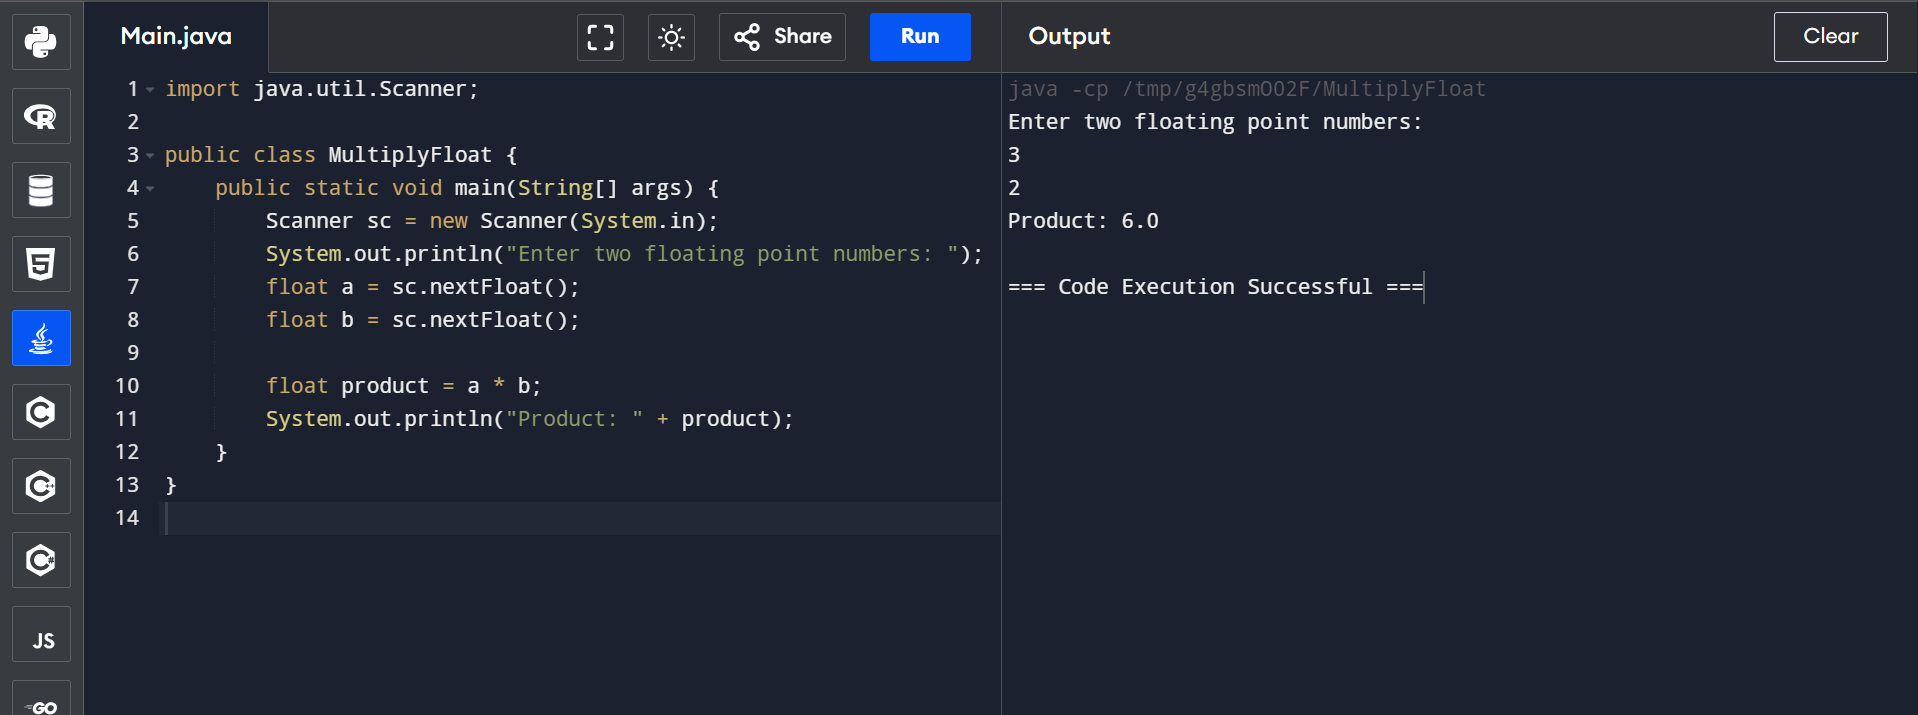 Main.java
Share
Run
Output
Clear
1 import java.util.Scanner;
2
3 public class MultiplyFloat {
4     public static void main(String[] args) {
5         Scanner sc = new Scanner(System.in);
6         System.out.println("Enter two floating point numbers: ");
7         float a = sc.nextFloat();
8         float b = sc.nextFloat();
9
10         float product = a * b;
11         System.out.println("Product: " + product);
12     }
13 }
14
java -cp /tmp/g4gbsmOO2F/MultiplyFloat
Enter two floating point numbers:
3
2
Product: 6.0
=== Code Execution Successful ===
R
5
C
C++
C#
JS
GO